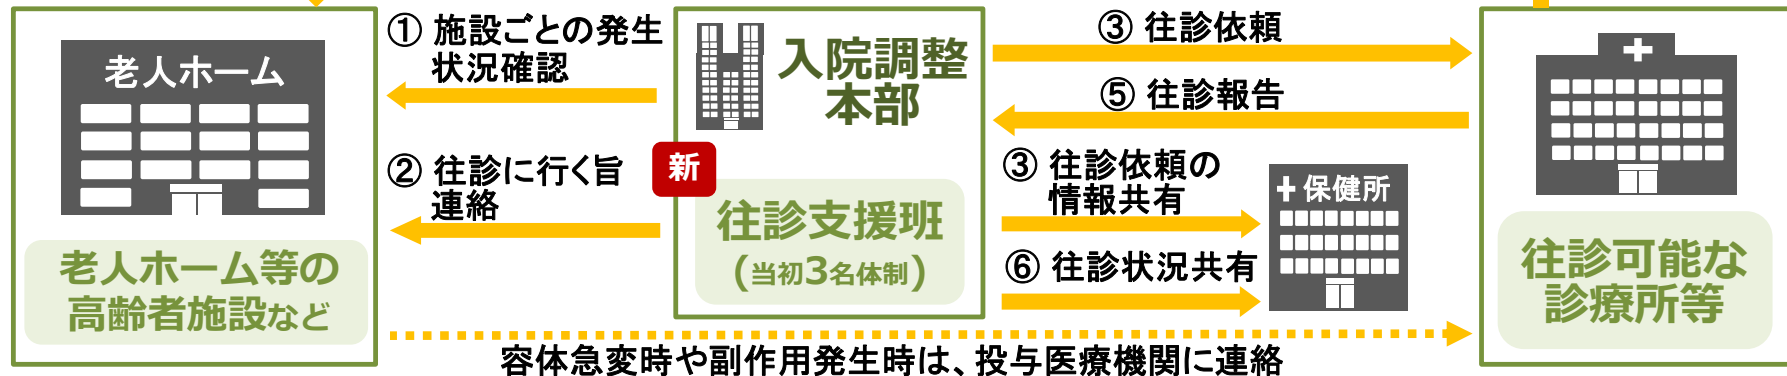 老人ホーム
老人ホーム等の
高齢者施設など
① 施設ごとの発生
状況確認
② 往診に行く旨
連絡
入院調整
本部
新
往診支援班
(当初3名体制)
③ 往診依頼
⑤ 往診報告
③ 往診依頼の
情報共有
⑥ 往診状況共有
保健所
往診可能な
診療所等
容体急変時や副作用発生時は、投与医療機関に連絡